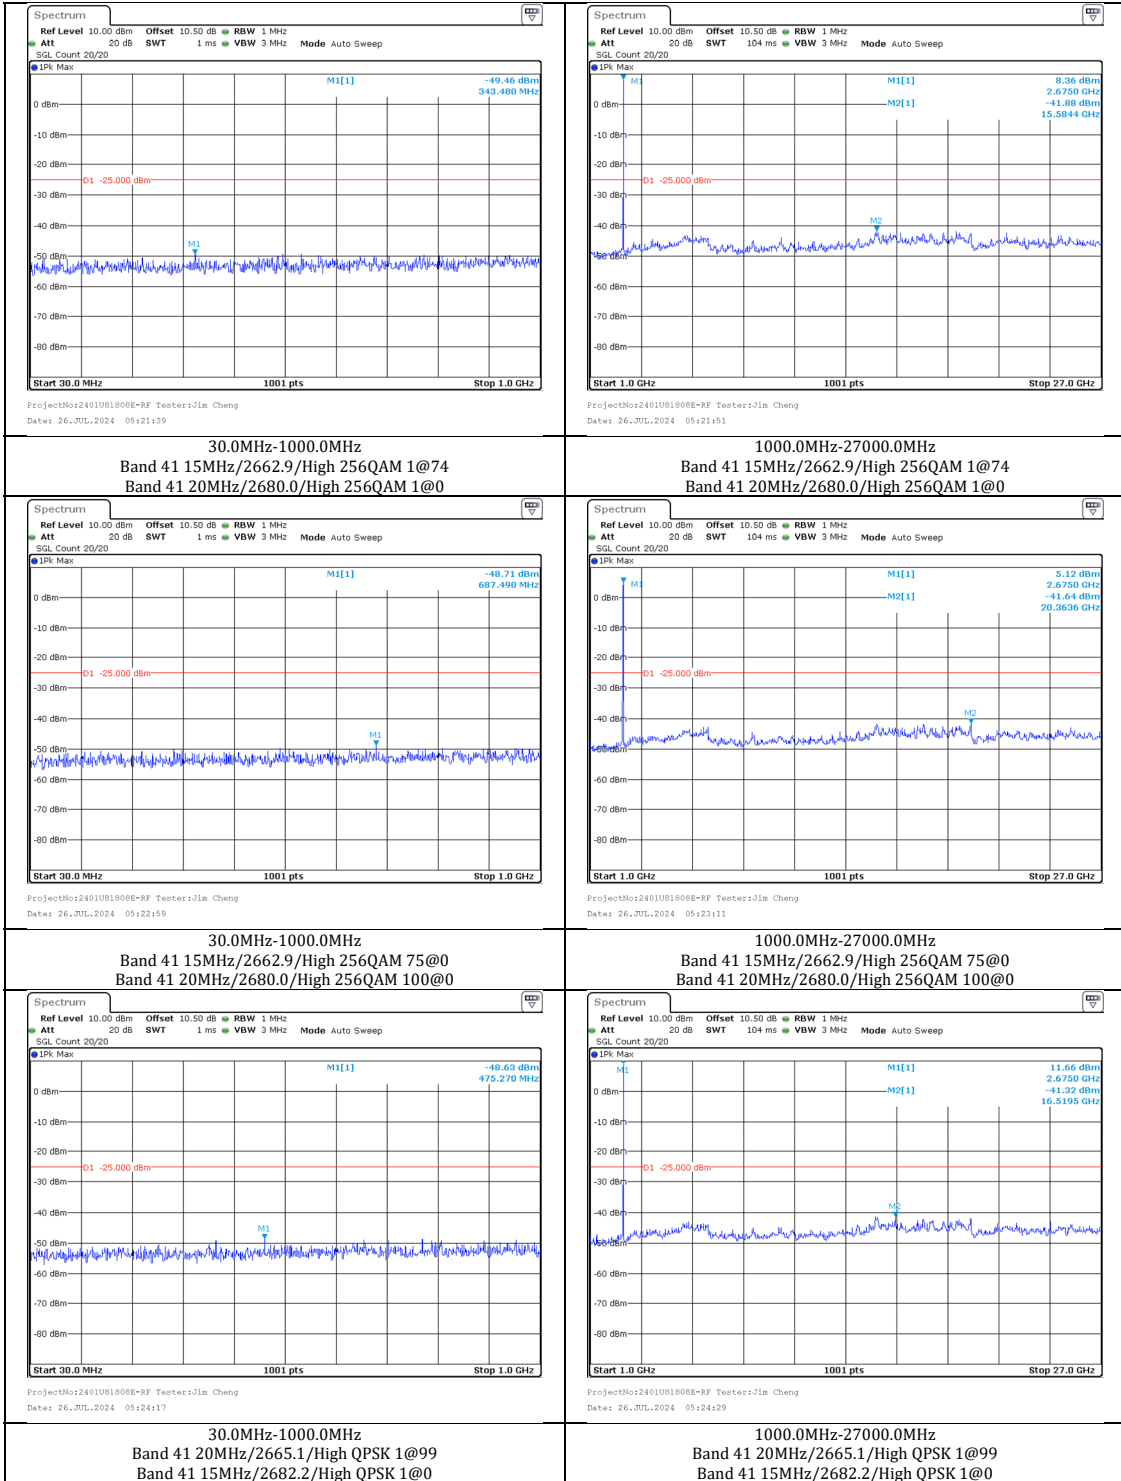 Spectrum
Ref Level 10.00 dBm Offset 10.50 dB RBW 1 MHz
Att 20 dB SWT 1 ms VBW 3 MHz Mode Auto Sweep
SGL Count 20/20
1Pk Max
M1[1] -49.46 dBm
343.480 MHz
0 dBm
-10 dBm
-20 dBm
D1 -25.000 dBm
-30 dBm
-40 dBm
M1
-50 dBm
-60 dBm
-70 dBm
-80 dBm
Start 30.0 MHz 1001 pts Stop 1.0 GHz
ProjectNo:2401U81808E-RF Tester:Jim Cheng
Date: 26.JUL.2024 05:21:39
30.0MHz-1000.0MHz
Band 41 15MHz/2662.9/High 256QAM 1@74
Band 41 20MHz/2680.0/High 256QAM 1@0
Spectrum
Ref Level 10.00 dBm Offset 10.50 dB RBW 1 MHz
Att 20 dB SWT 104 ms VBW 3 MHz Mode Auto Sweep
SGL Count 20/20
1Pk Max
M1
M1[1] 8.36 dBm
2.6750 GHz
M2[1] -41.88 dBm
15.5844 GHz
0 dBm
-10 dBm
-20 dBm
D1 -25.000 dBm
-30 dBm
-40 dBm
M2
-50 dBm
-60 dBm
-70 dBm
-80 dBm
Start 1.0 GHz 1001 pts Stop 27.0 GHz
ProjectNo:2401U81808E-RF Tester:Jim Cheng
Date: 26.JUL.2024 05:21:51
1000.0MHz-27000.0MHz
Band 41 15MHz/2662.9/High 256QAM 1@74
Band 41 20MHz/2680.0/High 256QAM 1@0
Spectrum
Ref Level 10.00 dBm Offset 10.50 dB RBW 1 MHz
Att 20 dB SWT 1 ms VBW 3 MHz Mode Auto Sweep
SGL Count 20/20
1Pk Max
M1[1] -48.71 dBm
687.490 MHz
0 dBm
-10 dBm
-20 dBm
D1 -25.000 dBm
-30 dBm
-40 dBm
M1
-50 dBm
-60 dBm
-70 dBm
-80 dBm
Start 30.0 MHz 1001 pts Stop 1.0 GHz
ProjectNo:2401U81808E-RF Tester:Jim Cheng
Date: 26.JUL.2024 05:22:59
30.0MHz-1000.0MHz
Band 41 15MHz/2662.9/High 256QAM 75@0
Band 41 20MHz/2680.0/High 256QAM 100@0
Spectrum
Ref Level 10.00 dBm Offset 10.50 dB RBW 1 MHz
Att 20 dB SWT 104 ms VBW 3 MHz Mode Auto Sweep
SGL Count 20/20
1Pk Max
M1
M1[1] 5.12 dBm
2.6750 GHz
M2[1] -41.64 dBm
20.3636 GHz
0 dBm
-10 dBm
-20 dBm
D1 -25.000 dBm
-30 dBm
-40 dBm
M2
-50 dBm
-60 dBm
-70 dBm
-80 dBm
Start 1.0 GHz 1001 pts Stop 27.0 GHz
ProjectNo:2401U81808E-RF Tester:Jim Cheng
Date: 26.JUL.2024 05:23:11
1000.0MHz-27000.0MHz
Band 41 15MHz/2662.9/High 256QAM 75@0
Band 41 20MHz/2680.0/High 256QAM 100@0
Spectrum
Ref Level 10.00 dBm Offset 10.50 dB RBW 1 MHz
Att 20 dB SWT 1 ms VBW 3 MHz Mode Auto Sweep
SGL Count 20/20
1Pk Max
M1[1] -48.63 dBm
475.270 MHz
0 dBm
-10 dBm
-20 dBm
D1 -25.000 dBm
-30 dBm
-40 dBm
M1
-50 dBm
-60 dBm
-70 dBm
-80 dBm
Start 30.0 MHz 1001 pts Stop 1.0 GHz
ProjectNo:2401U81808E-RF Tester:Jim Cheng
Date: 26.JUL.2024 05:24:17
30.0MHz-1000.0MHz
Band 41 20MHz/2665.1/High QPSK 1@99
Band 41 15MHz/2682.2/High QPSK 1@0
Spectrum
Ref Level 10.00 dBm Offset 10.50 dB RBW 1 MHz
Att 20 dB SWT 104 ms VBW 3 MHz Mode Auto Sweep
SGL Count 20/20
1Pk Max
M1
M1[1] 11.66 dBm
2.6750 GHz
M2[1] -41.32 dBm
16.5195 GHz
0 dBm
-10 dBm
-20 dBm
D1 -25.000 dBm
-30 dBm
-40 dBm
M2
-50 dBm
-60 dBm
-70 dBm
-80 dBm
Start 1.0 GHz 1001 pts Stop 27.0 GHz
ProjectNo:2401U81808E-RF Tester:Jim Cheng
Date: 26.JUL.2024 05:24:29
1000.0MHz-27000.0MHz
Band 41 20MHz/2665.1/High QPSK 1@99
Band 41 15MHz/2682.2/High QPSK 1@0